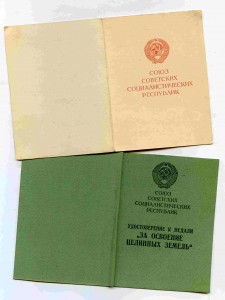 СОЮЗ
СОВЕТСКИХ
СОЦИАЛИСТИЧЕСКИХ
РЕСПУБЛИК
СОЮЗ
СОВЕТСКИХ
СОЦИАЛИСТИЧЕСКИХ
РЕСПУБЛИК
УДОСТОВЕРЕНИЕ К МЕДАЛИ
„ЗА ОСВОЕНИЕ
ЦЕЛИННЫХ ЗЕМЕЛЬ“